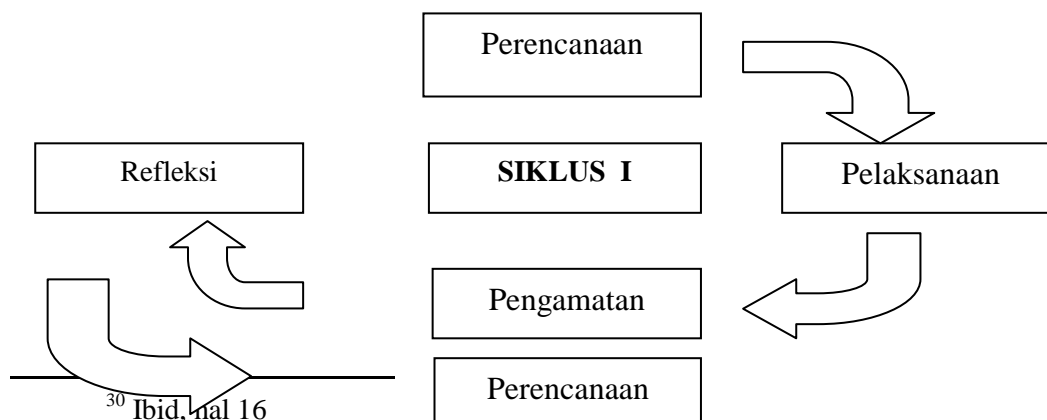 Perencanaan
Refleksi
SIKLUS I
Pelaksanaan
Pengamatan
Perencanaan
30 Ibid, hal 16